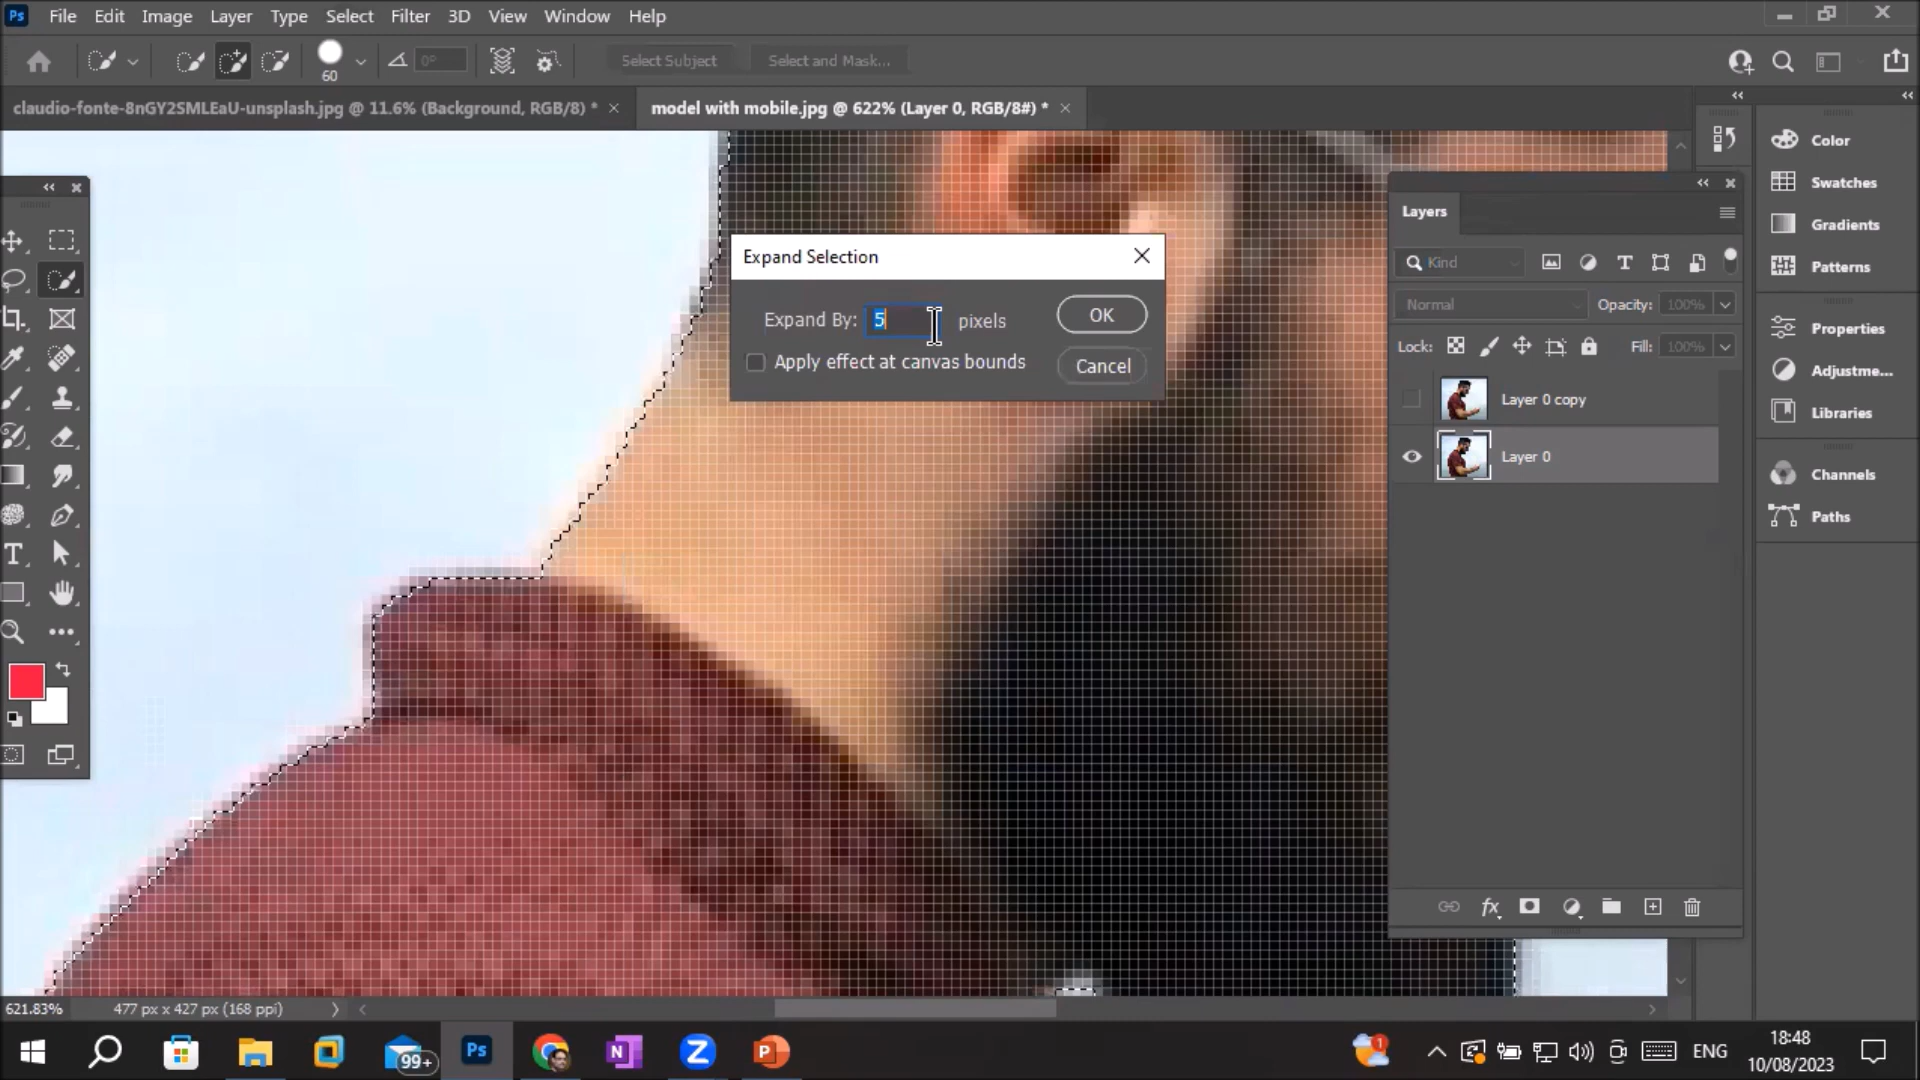 Ps File Edit Image Layer Type Select Filter 3D View Window Help
60 0° Select Subject Select and Mask...
claudio-fonte-8nGY2SMLEaU-unsplash.jpg @ 11.6% (Background, RGB/8) * × model with mobile.jpg @ 622% (Layer 0, RGB/8#) * ×
Expand Selection
Expand By: 5 pixels
Apply effect at canvas bounds
OK
Cancel
Layers
Kind
Normal Opacity: 100%
Lock: Fill: 100%
Layer 0 copy
Layer 0
fx
Color
Swatches
Gradients
Patterns
Properties
Adjustme...
Libraries
Channels
Paths
621.83% 477 px x 427 px (168 ppi)
99+ Ps N Z P 1 ENG
18:48
10/08/2023